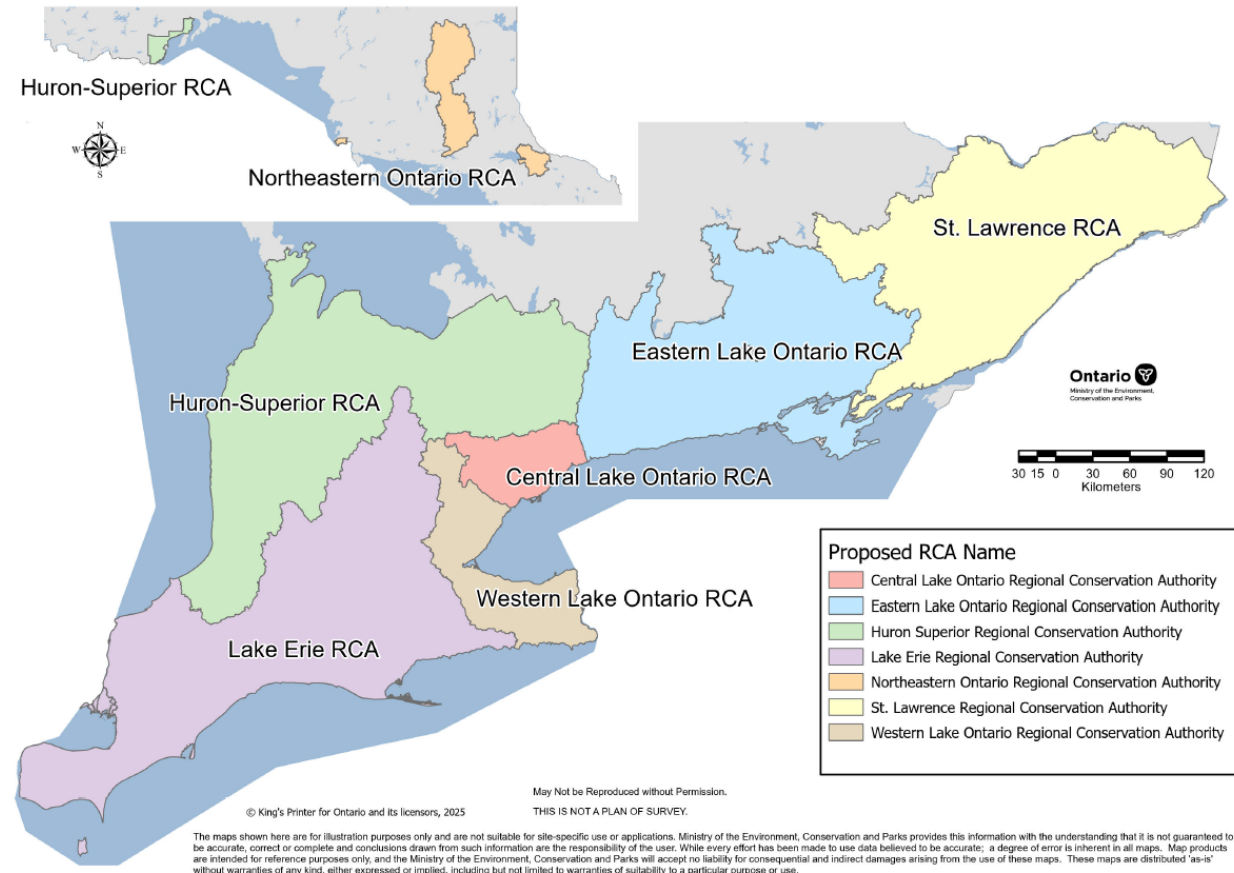 Huron-Superior RCA
N
W E
S
Northeastern Ontario RCA
St. Lawrence RCA
Eastern Lake Ontario RCA
Huron-Superior RCA
Central Lake Ontario RCA
Western Lake Ontario RCA
Lake Erie RCA
Ontario
Ministry of the Environment,
Conservation and Parks
30 15 0 30 60 90 120
Kilometers
Proposed RCA Name
Central Lake Ontario Regional Conservation Authority
Eastern Lake Ontario Regional Conservation Authority
Huron Superior Regional Conservation Authority
Lake Erie Regional Conservation Authority
Northeastern Ontario Regional Conservation Authority
St. Lawrence Regional Conservation Authority
Western Lake Ontario Regional Conservation Authority
May Not be Reproduced without Permission.
© King's Printer for Ontario and its licensors, 2025
THIS IS NOT A PLAN OF SURVEY.
The maps shown here are for illustration purposes only and are not suitable for site-specific use or applications. Ministry of the Environment, Conservation and Parks provides this information with the understanding that it is not guaranteed to
be accurate, correct or complete and conclusions drawn from such information are the responsibility of the user. While every effort has been made to use data believed to be accurate; a degree of error is inherent in all maps. Map products
are intended for reference purposes only, and the Ministry of the Environment, Conservation and Parks will accept no liability for consequential and indirect damages arising from the use of these maps. These maps are distributed 'as-is'
without warranties of any kind, either expressed or implied, including but not limited to warranties of suitability to a particular purpose or use.